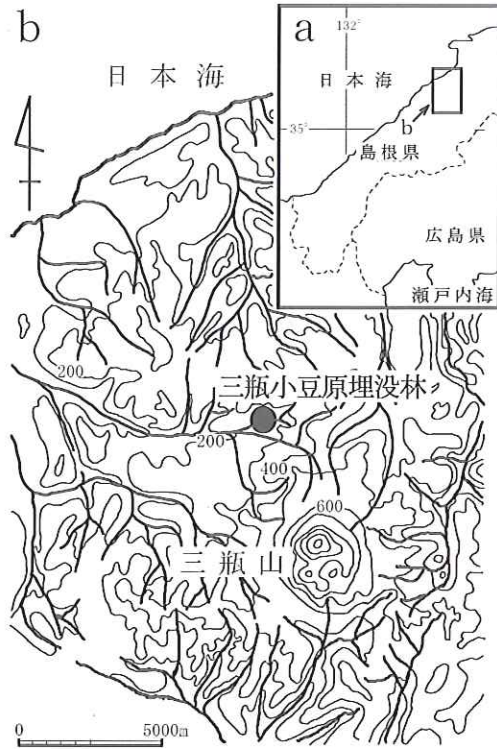 b
日本海
a
132°
日本海
35°
b
島根県
広島県
瀬戸内海
200
三瓶小豆原埋没林
200
400
600
三瓶山
0 5000m